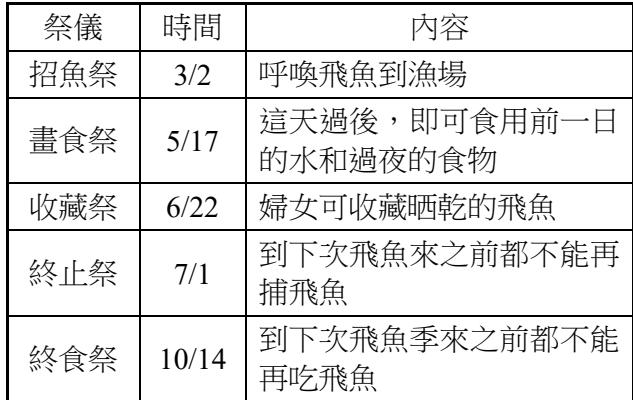 祭儀 時間 內容
招魚祭 3/2 呼喚飛魚到漁場
畫食祭 5/17 這天過後，即可食用前一日
的水和過夜的食物
收藏祭 6/22 婦女可收藏晒乾的飛魚
終止祭 7/1 到下次飛魚來之前都不能再
捕飛魚
終食祭 10/14 到下次飛魚季來之前都不能
再吃飛魚